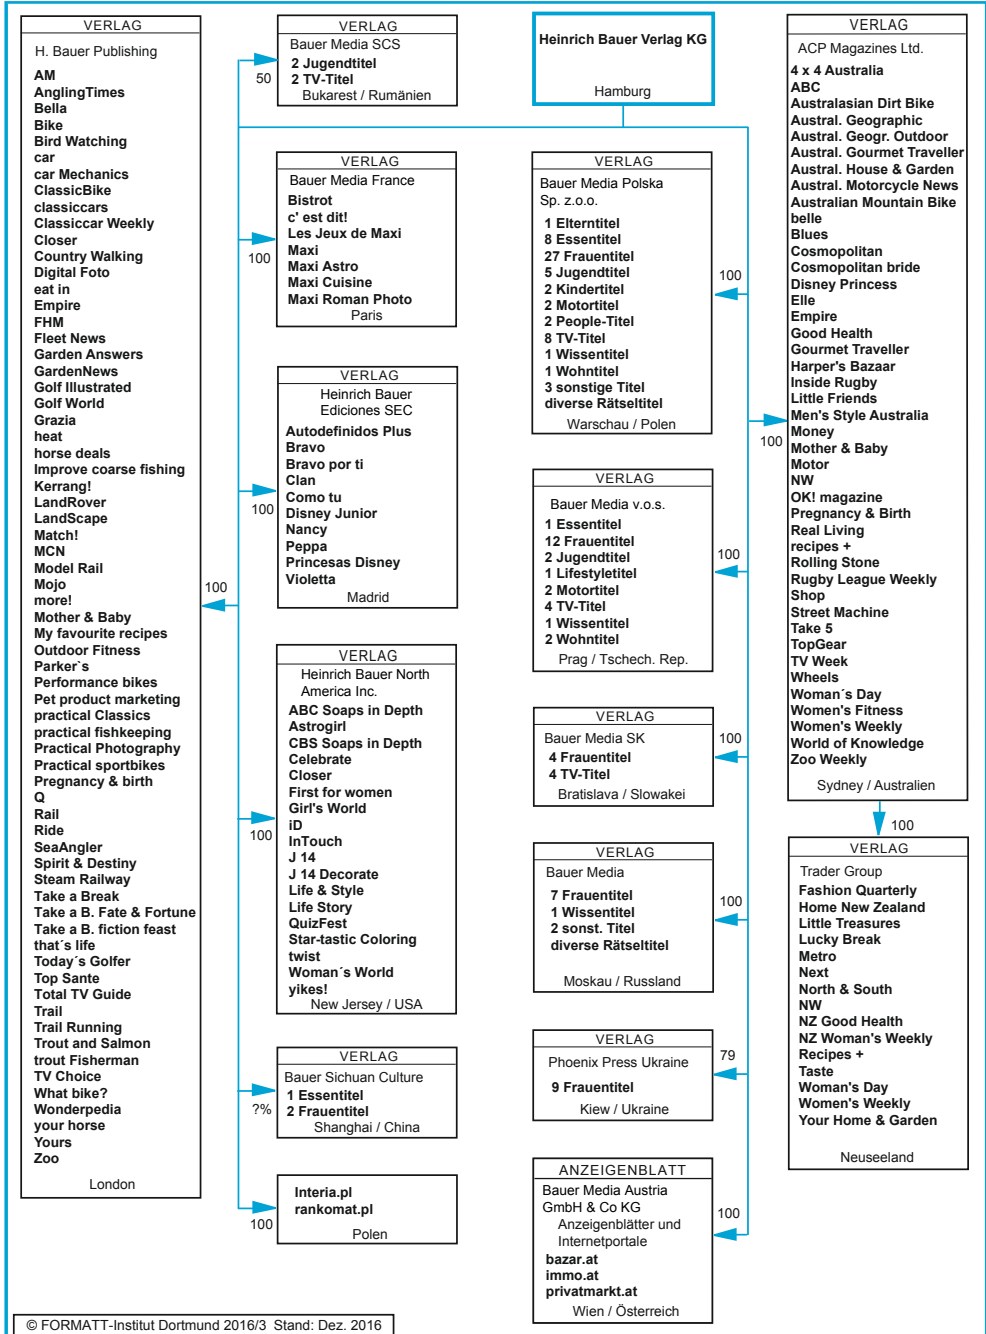 VERLAG
H. Bauer Publishing
AM
AnglingTimes
Bella
Bike
Bird Watching
car
car Mechanics
ClassicBike
classiccars
Classiccar Weekly
Closer
Country Walking
Digital Foto
eat in
Empire
FHM
Fleet News
Garden Answers
GardenNews
Golf Illustrated
Golf World
Grazia
heat
horse deals
Improve coarse fishing
Kerrang!
LandRover
LandScape
Match!
MCN
Model Rail
Mojo
more!
Mother & Baby
My favourite recipes
Outdoor Fitness
Parker`s
Performance bikes
Pet product marketing
practical Classics
practical fishkeeping
Practical Photography
Practical sportbikes
Pregnancy & birth
Q
Rail
Ride
SeaAngler
Spirit & Destiny
Steam Railway
Take a Break
Take a B. Fate & Fortune
Take a B. fiction feast
that´s life
Today´s Golfer
Top Sante
Total TV Guide
Trail
Trail Running
Trout and Salmon
trout Fisherman
TV Choice
What bike?
Wonderpedia
your horse
Yours
Zoo
London
100
VERLAG
Bauer Media SCS
2 Jugendtitel
2 TV-Titel
Bukarest / Rumänien
50
VERLAG
Bauer Media France
Bistrot
c' est dit!
Les Jeux de Maxi
Maxi
Maxi Astro
Maxi Cuisine
Maxi Roman Photo
Paris
100
VERLAG
Heinrich Bauer
Ediciones SEC
Autodefinidos Plus
Bravo
Bravo por ti
Clan
Como tu
Disney Junior
Nancy
Peppa
Princesas Disney
Violetta
Madrid
100
VERLAG
Heinrich Bauer North
America Inc.
ABC Soaps in Depth
Astrogirl
CBS Soaps in Depth
Celebrate
Closer
First for women
Girl's World
iD
InTouch
J 14
J 14 Decorate
Life & Style
Life Story
QuizFest
Star-tastic Coloring
twist
Woman´s World
yikes!
New Jersey / USA
100
VERLAG
Bauer Sichuan Culture
1 Essentitel
2 Frauentitel
Shanghai / China
?%
Interia.pl
rankomat.pl
Polen
100
Heinrich Bauer Verlag KG
Hamburg
VERLAG
Bauer Media Polska
Sp. z.o.o.
1 Elterntitel
8 Essentitel
27 Frauentitel
5 Jugendtitel
2 Kindertitel
2 Motortitel
2 People-Titel
8 TV-Titel
1 Wissentitel
1 Wohntitel
3 sonstige Titel
diverse Rätseltitel
Warschau / Polen
100
VERLAG
Bauer Media v.o.s.
1 Essentitel
12 Frauentitel
2 Jugendtitel
1 Lifestyletitel
2 Motortitel
4 TV-Titel
1 Wissentitel
2 Wohntitel
Prag / Tschech. Rep.
100
VERLAG
Bauer Media SK
4 Frauentitel
4 TV-Titel
Bratislava / Slowakei
100
VERLAG
Bauer Media
7 Frauentitel
1 Wissentitel
2 sonst. Titel
diverse Rätseltitel
Moskau / Russland
100
VERLAG
Phoenix Press Ukraine
9 Frauentitel
Kiew / Ukraine
79
ANZEIGENBLATT
Bauer Media Austria
GmbH & Co KG
Anzeigenblätter und
Internetportale
bazar.at
immo.at
privatmarkt.at
Wien / Österreich
100
VERLAG
ACP Magazines Ltd.
4 x 4 Australia
ABC
Australasian Dirt Bike
Austral. Geographic
Austral. Geogr. Outdoor
Austral. Gourmet Traveller
Austral. House & Garden
Austral. Motorcycle News
Australian Mountain Bike
belle
Blues
Cosmopolitan
Cosmopolitan bride
Disney Princess
Elle
Empire
Good Health
Gourmet Traveller
Harper's Bazaar
Inside Rugby
Little Friends
Men's Style Australia
Money
Mother & Baby
Motor
NW
OK! magazine
Pregnancy & Birth
Real Living
recipes +
Rolling Stone
Rugby League Weekly
Shop
Street Machine
Take 5
TopGear
TV Week
Wheels
Woman´s Day
Women's Fitness
Women's Weekly
World of Knowledge
Zoo Weekly
Sydney / Australien
100
100
VERLAG
Trader Group
Fashion Quarterly
Home New Zealand
Little Treasures
Lucky Break
Metro
Next
North & South
NW
NZ Good Health
NZ Woman's Weekly
Recipes +
Taste
Woman's Day
Women's Weekly
Your Home & Garden
Neuseeland
© FORMATT-Institut Dortmund 2016/3 Stand: Dez. 2016